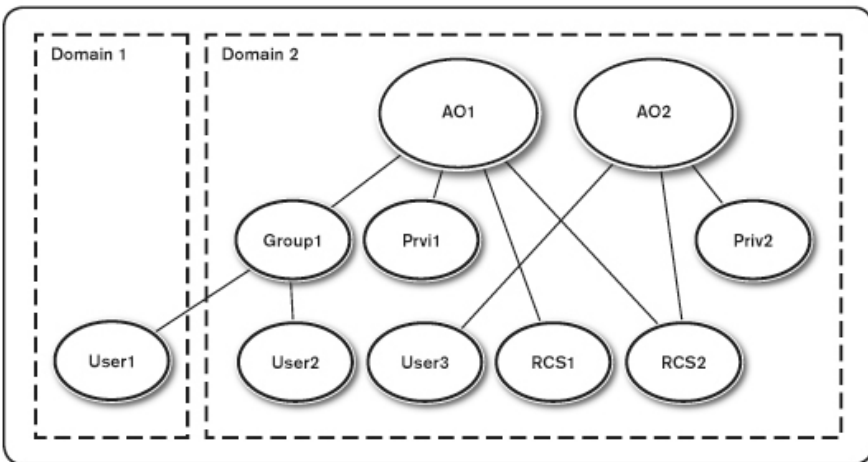 Domain 1
Domain 2
AO1
AO2
Group1
Prvi1
Priv2
User1
User2
User3
RCS1
RCS2